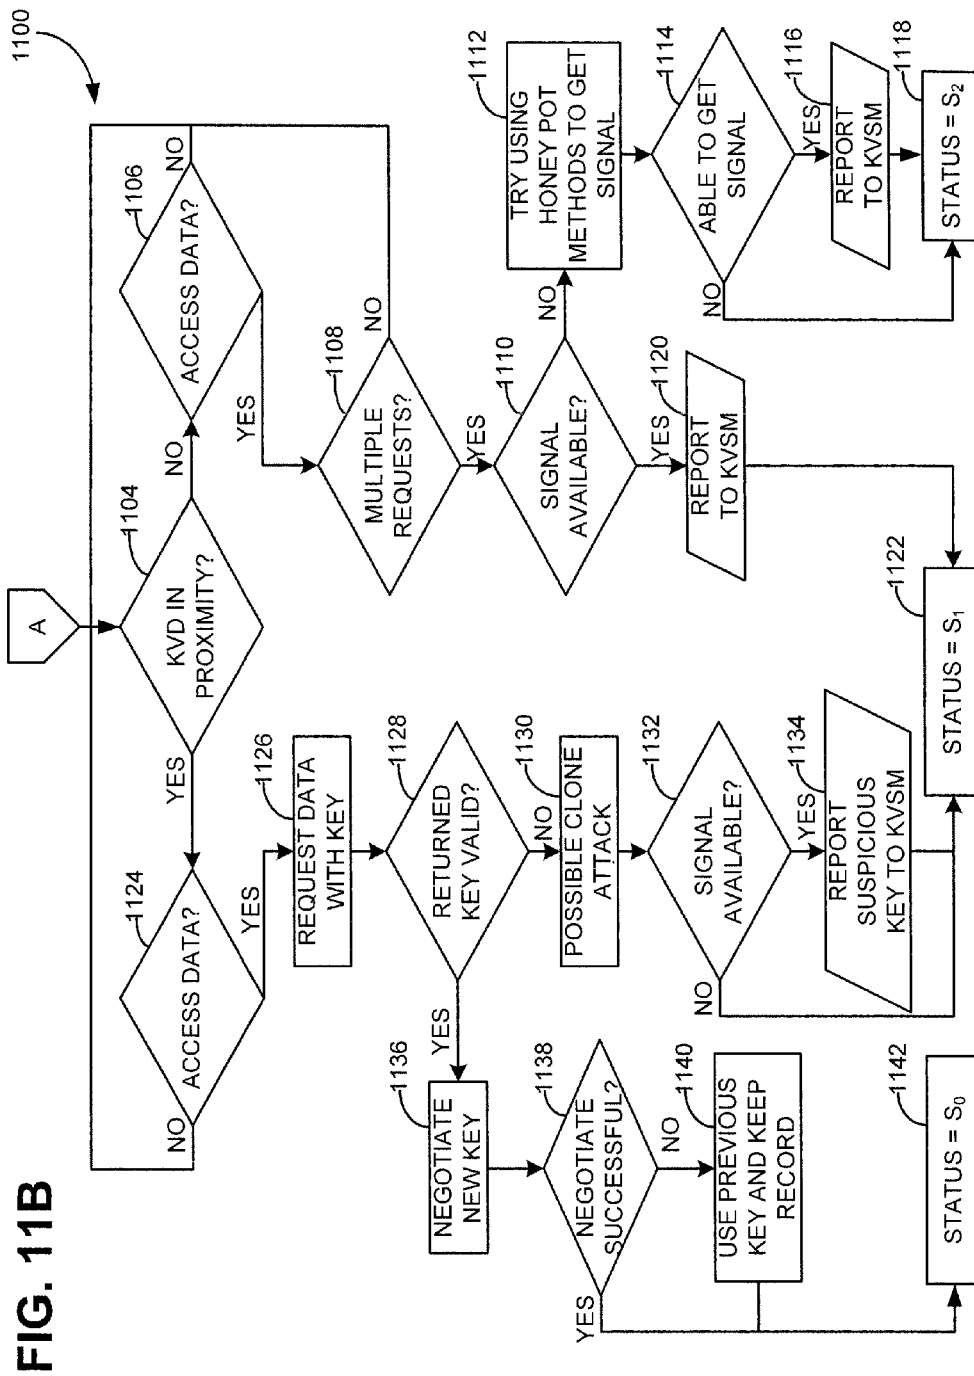 FIG. 11B
1100
A
1104
KVD IN
PROXIMITY?
NO
YES
1106
ACCESS DATA?
NO
YES
1108
MULTIPLE
REQUESTS?
NO
YES
1110
SIGNAL
AVAILABLE?
NO
YES
1112
TRY USING
HONEY POT
METHODS TO GET
SIGNAL
1114
ABLE TO GET
SIGNAL
NO
YES
1116
REPORT
TO KVSM
1118
STATUS = S2
1120
REPORT
TO KVSM
1122
STATUS = S1
1124
ACCESS DATA?
NO
YES
1126
REQUEST DATA
WITH KEY
1128
RETURNED
KEY VALID?
YES
NO
1130
POSSIBLE CLONE
ATTACK
1132
SIGNAL
AVAILABLE?
NO
YES
1134
REPORT
SUSPICIOUS
KEY TO KVSM
1136
NEGOTIATE
NEW KEY
1138
NEGOTIATE
SUCCESSFUL?
YES
NO
1140
USE PREVIOUS
KEY AND KEEP
RECORD
1142
STATUS = S0